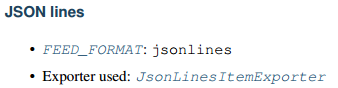 JSON lines
• FEED_FORMAT: jsonlines
• Exporter used: JsonLinesItemExporter